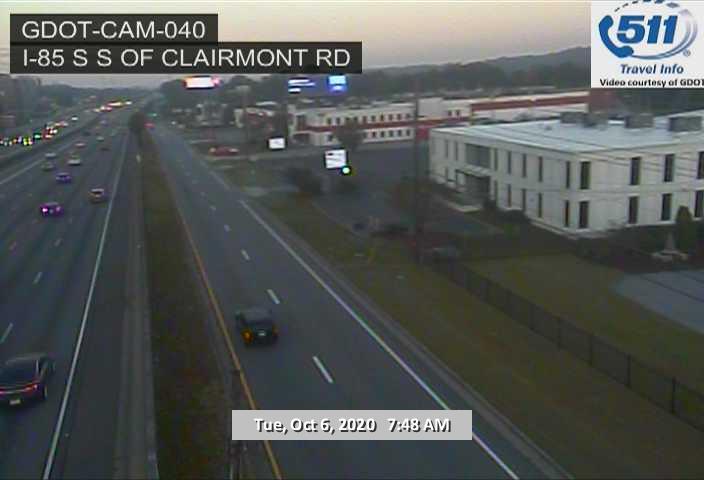 GDOT-CAM-040
I-85 S S OF CLAIRMONT RD
511
Travel Info
Video courtesy of GDOT
Tue, Oct 6, 2020 7:48 AM